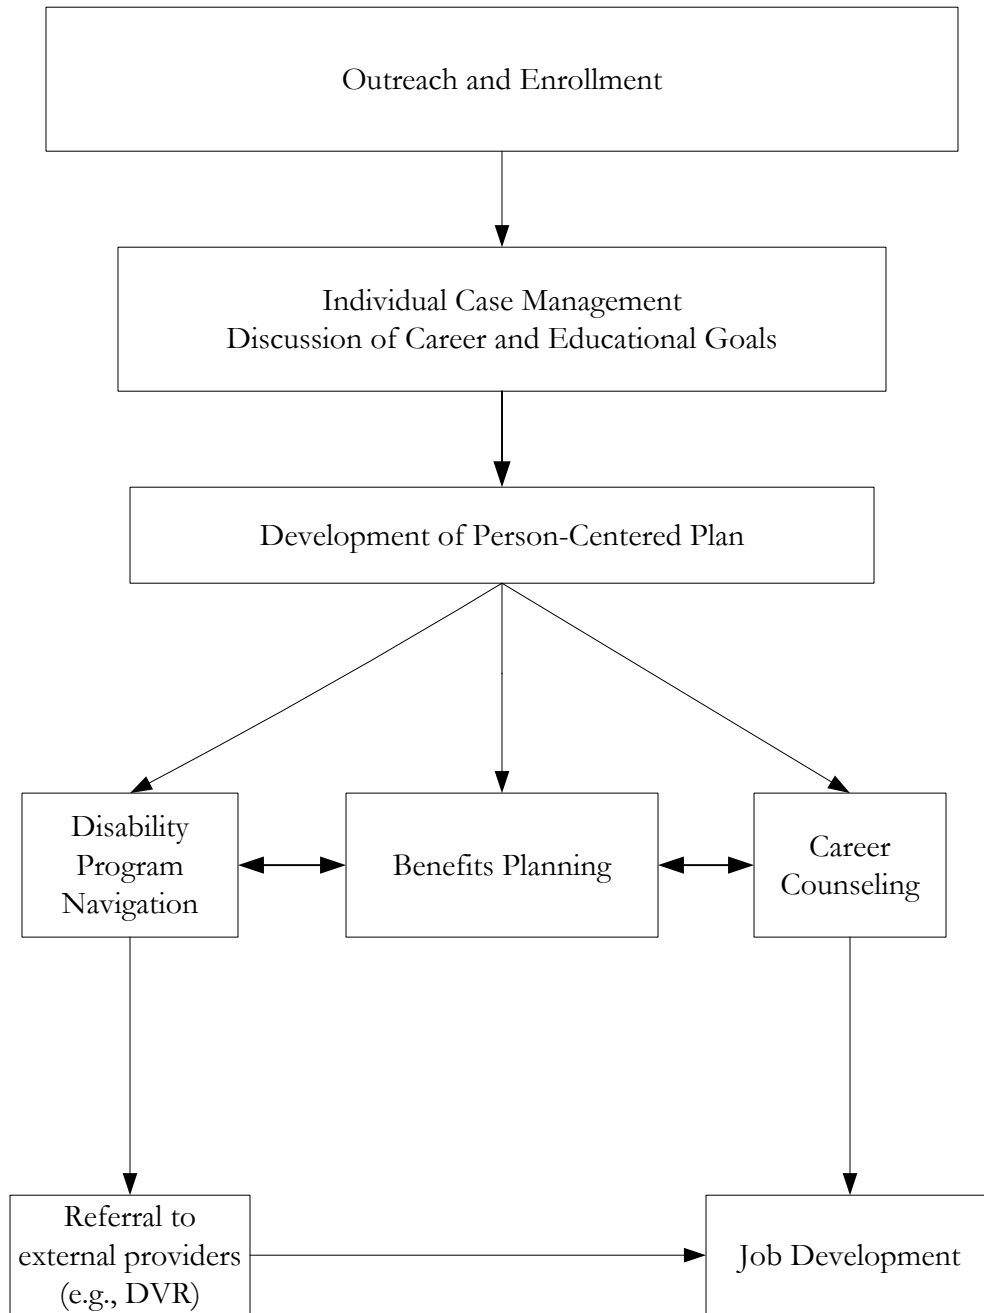 Outreach and Enrollment
Individual Case Management
Discussion of Career and Educational Goals
Development of Person-Centered Plan
Disability
Program
Navigation
Benefits Planning
Career
Counseling
Referral to
external providers
(e.g., DVR)
Job Development